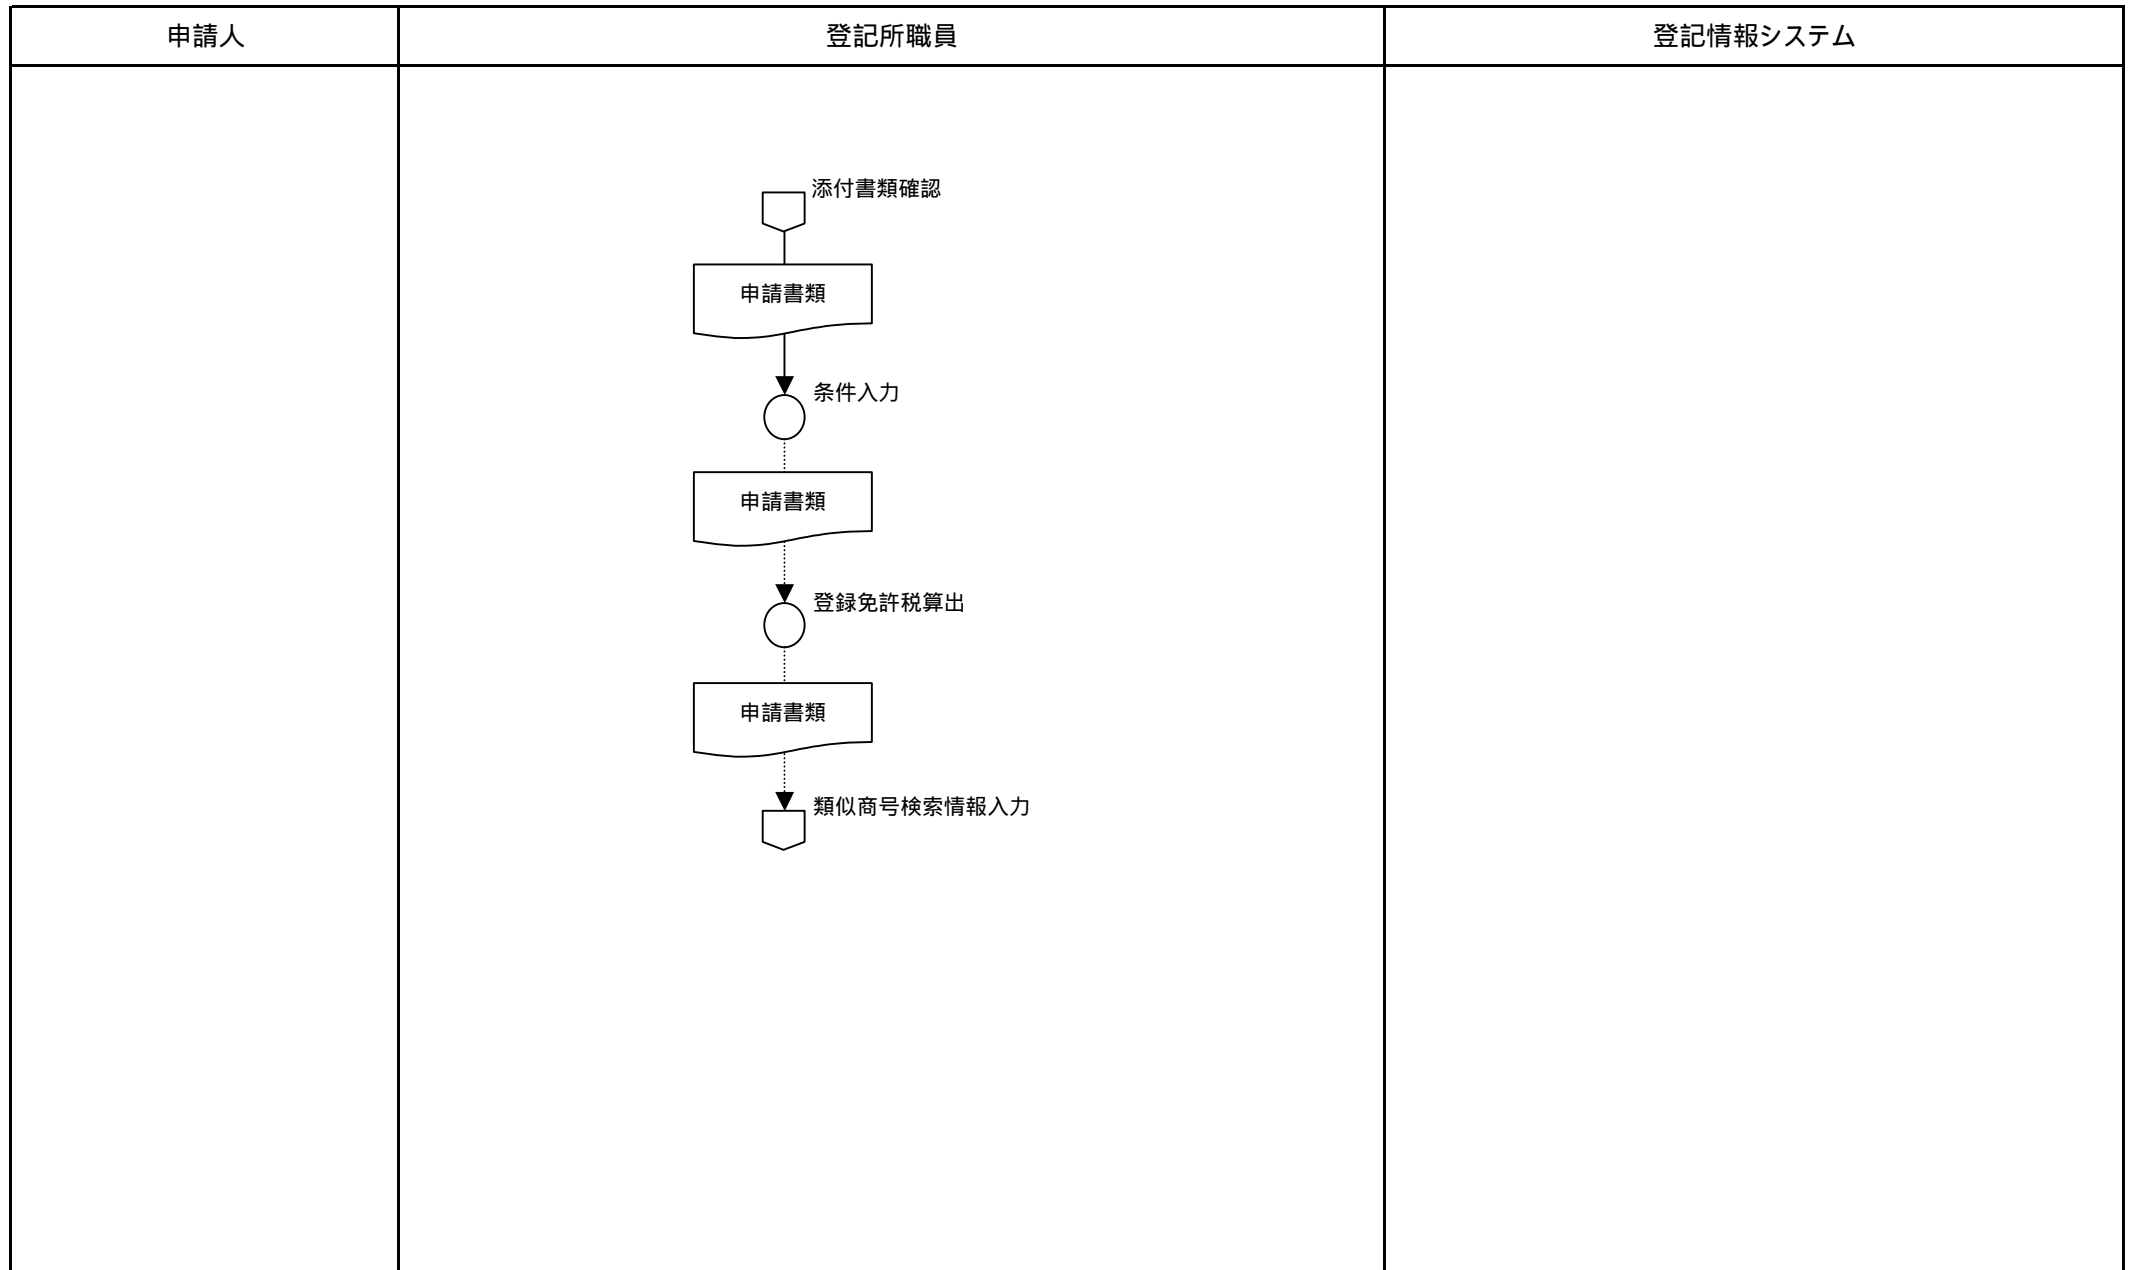 申請人
登記所職員
登記情報システム
添付書類確認
申請書類
条件入力
申請書類
登録免許税算出
申請書類
類似商号検索情報入力